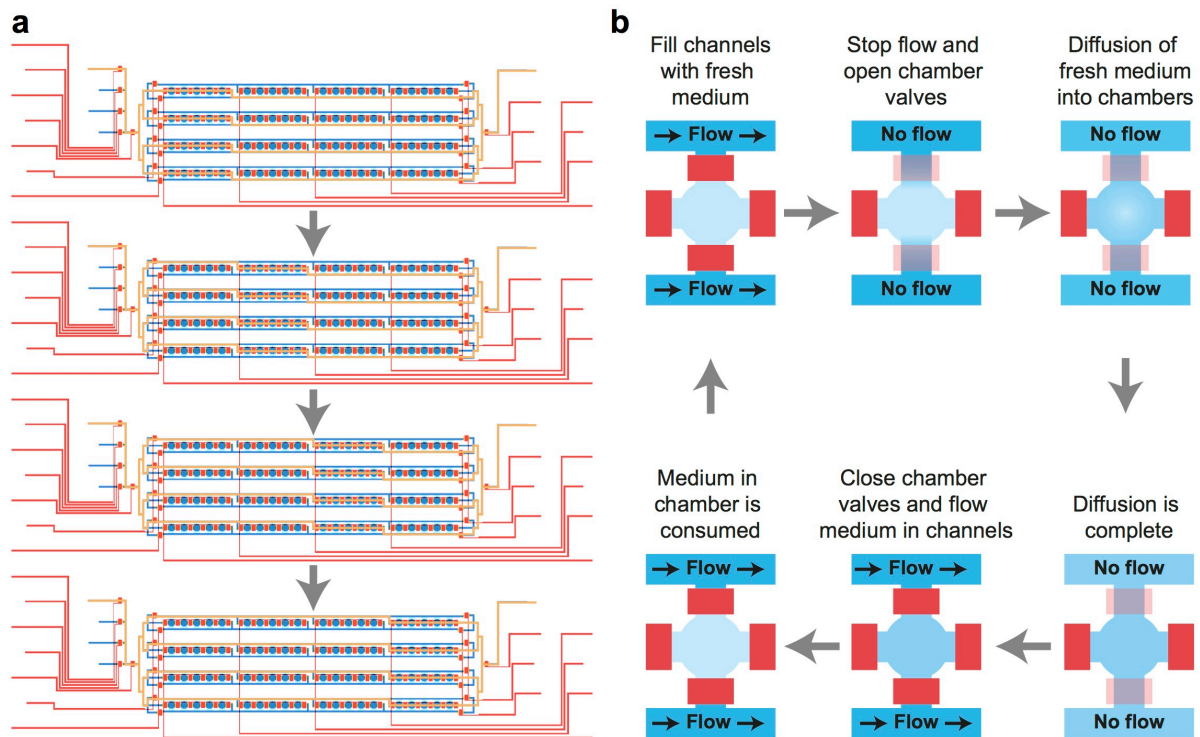 a
b
Fill channels
with fresh
medium
Stop flow and
open chamber
valves
Diffusion of
fresh medium
into chambers
Flow
Flow
No flow
No flow
No flow
No flow
Medium in
chamber is
consumed
Close chamber
valves and flow
medium in channels
Diffusion is
complete
Flow
Flow
Flow
Flow
No flow
No flow